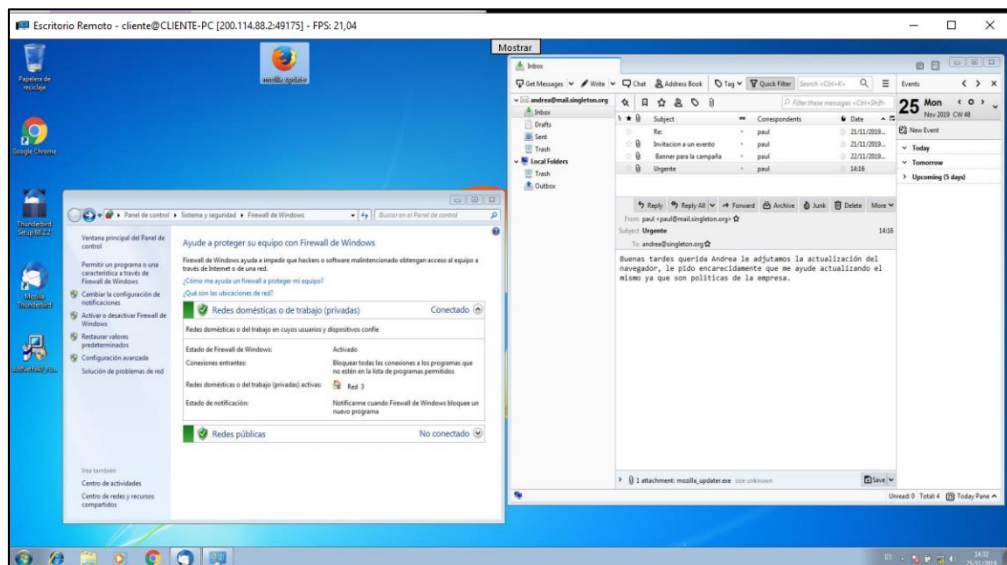 Escritorio Remoto - cliente@CLIENTE-PC [200.114.88.2:49175] - FPS: 21,04
Mostrar
Papelera de reciclaje
mozilla_updater
Google Chrome
Thunderbird Setup 68.2.2
Mozilla Thunderbird
Panel de control ▸ Sistema y seguridad ▸ Firewall de Windows
Buscar en el Panel de control
Ventana principal del Panel de control
Permitir un programa o una característica a través de Firewall de Windows
Cambiar la configuración de notificaciones
Activar o desactivar Firewall de Windows
Restaurar valores predeterminados
Configuración avanzada
Solución de problemas de red
Vea también
Centro de actividades
Centro de redes y recursos compartidos
Ayude a proteger su equipo con Firewall de Windows
Firewall de Windows ayuda a impedir que hackers o software malintencionado obtengan acceso al equipo a
través de Internet o de una red.
¿Cómo me ayuda un firewall a proteger mi equipo?
¿Qué son las ubicaciones de red?
Redes domésticas o de trabajo (privadas) Conectado
Redes domésticas o del trabajo en cuyos usuarios y dispositivos confíe
Estado de Firewall de Windows: Activado
Conexiones entrantes: Bloquear todas las conexiones a los programas que
no estén en la lista de programas permitidos
Redes domésticas o del trabajo (privadas) activas: Red 3
Estado de notificación: Notificarme cuando Firewall de Windows bloquee un
nuevo programa
Redes públicas No conectado
Inbox
Get Messages Write Chat Address Book Tag Quick Filter Search <Ctrl+K>
andrea@mail.singleton.org
Inbox
Drafts
Sent
Trash
Local Folders
Trash
Outbox
Filter these messages <Ctrl+Shift+
Subject Correspondents Date
Re: paul 21/11/2019...
Invitacion a un evento paul 21/11/2019...
Banner para la campaña paul 22/11/2019...
Urgente paul 14:16
Reply Reply All Forward Archive Junk Delete More
From paul <paul@mail.singleton.org>
Subject Urgente 14:16
To andrea@singleton.org
Buenas tardes querida Andrea le adjutamos la actualización del
navegador, le pido encarecidamente que me ayude actualizando el
mismo ya que son políticas de la empresa.
1 attachment: mozilla_updater.exe size unknown Save
Events
25 Mon
Nov 2019 CW 48
New Event
Today
Tomorrow
Upcoming (5 days)
Unread: 0 Total: 4 Today Pane
ES 14:32
25/11/2019